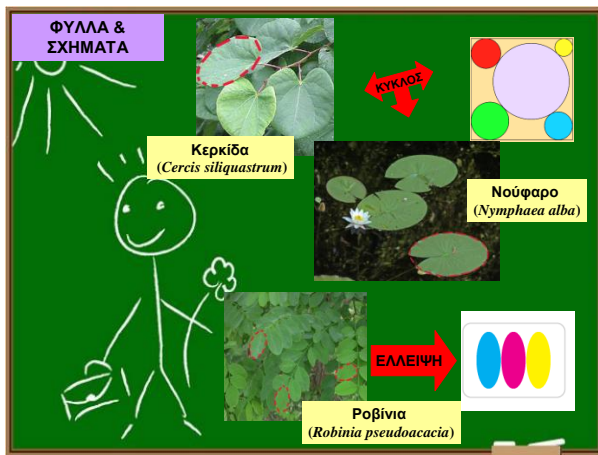 ΦΥΛΛΑ &
ΣΧΗΜΑΤΑ
ΚΥΚΛΟΣ
Κερκίδα
(Cercis siliquastrum)
Νούφαρο
(Nymphaea alba)
ΕΛΛΕΙΨΗ
Ροβίνια
(Robinia pseudoacacia)